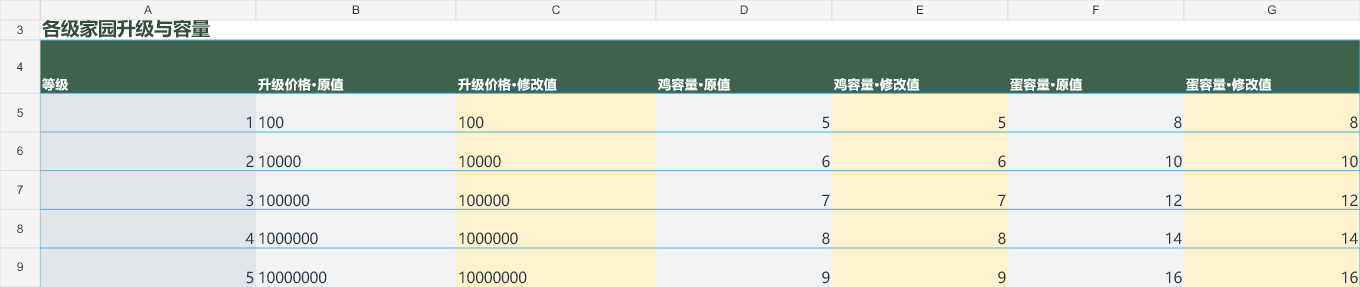 A B C D E F G
3 各级家园升级与容量
4 等级 升级价格·原值 升级价格·修改值 鸡容量·原值 鸡容量·修改值 蛋容量·原值 蛋容量·修改值
5 1 100 100 5 5 8 8
6 2 10000 10000 6 6 10 10
7 3 100000 100000 7 7 12 12
8 4 1000000 1000000 8 8 14 14
9 5 10000000 10000000 9 9 16 16